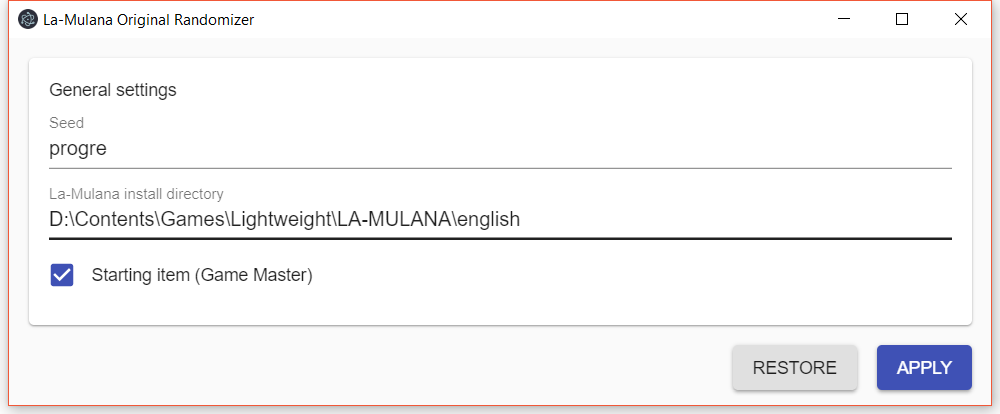 La-Mulana Original Randomizer
General settings
Seed
progre
La-Mulana install directory
D:\Contents\Games\Lightweight\LA-MULANA\english
Starting item (Game Master)
RESTORE APPLY